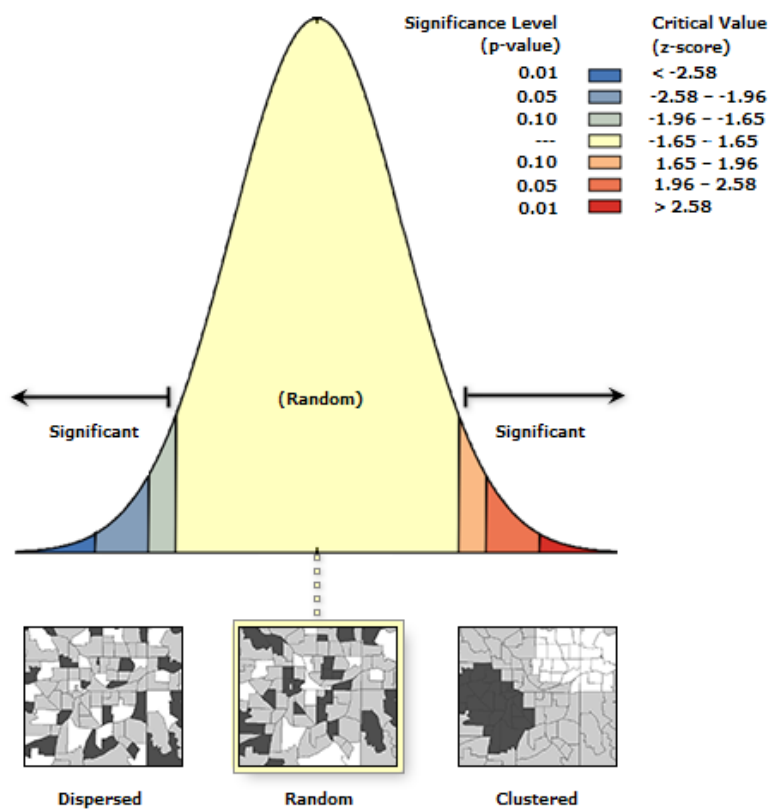 Significance Level Critical Value
(p-value) (z-score)
0.01 < -2.58
0.05 -2.58 – -1.96
0.10 -1.96 – -1.65
--- -1.65 - 1.65
0.10 1.65 – 1.96
0.05 1.96 – 2.58
0.01 > 2.58
(Random)
Significant Significant
Dispersed Random Clustered